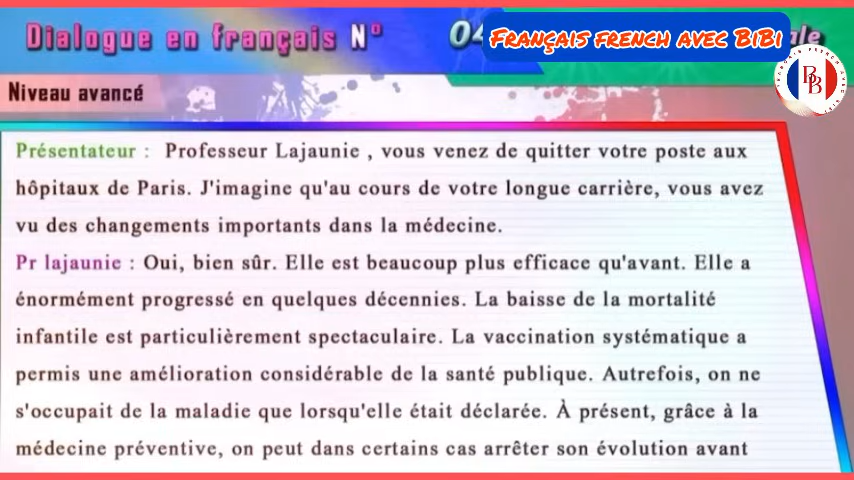 Dialogue en français N° 04
FRANÇAIS FRENCH AVEC BIBI
Niveau avancé
Présentateur : Professeur Lajaunie , vous venez de quitter votre poste aux
hôpitaux de Paris. J'imagine qu'au cours de votre longue carrière, vous avez
vu des changements importants dans la médecine.
Pr lajaunie : Oui, bien sûr. Elle est beaucoup plus efficace qu'avant. Elle a
énormément progressé en quelques décennies. La baisse de la mortalité
infantile est particulièrement spectaculaire. La vaccination systématique a
permis une amélioration considérable de la santé publique. Autrefois, on ne
s'occupait de la maladie que lorsqu'elle était déclarée. À présent, grâce à la
médecine préventive, on peut dans certains cas arrêter son évolution avant